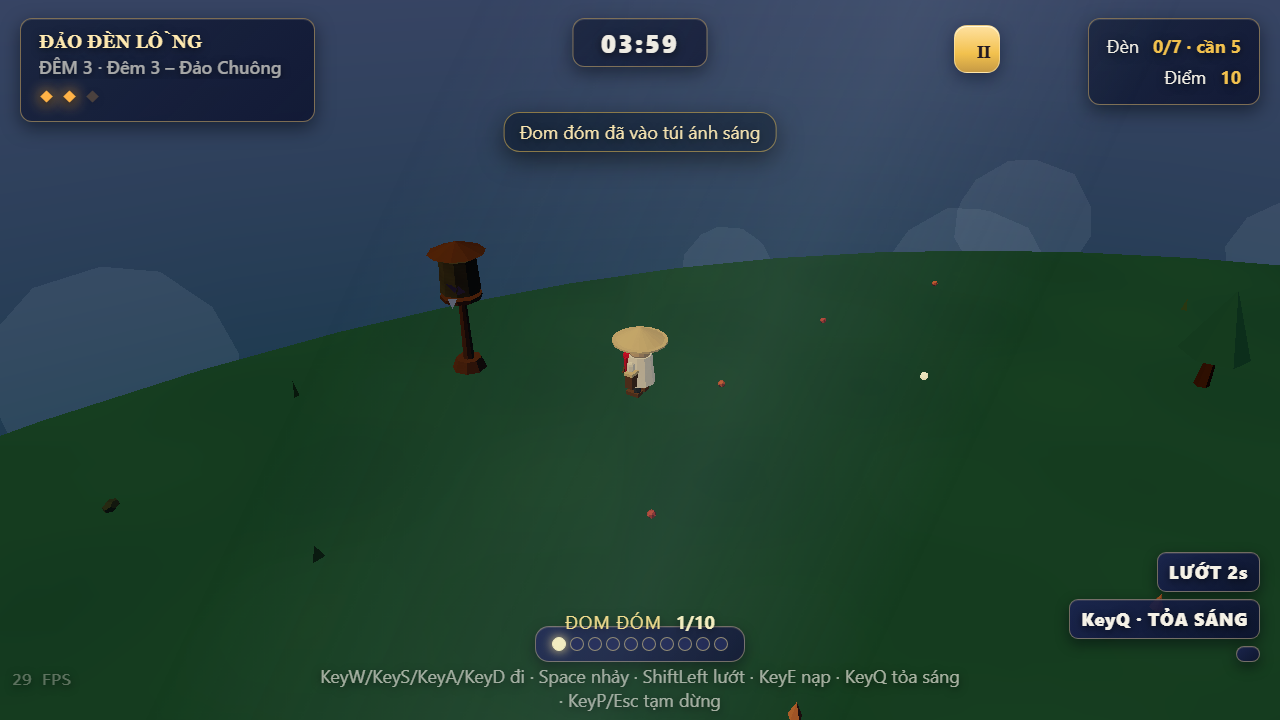 ĐẢO ĐÈN LỒNG
ĐÊM 3 · Đêm 3 – Đảo Chuông
03:59
II
Đèn 0/7 · cần 5
Điểm 10
Đom đóm đã vào túi ánh sáng
LƯỚT 2s
KeyQ · TỎA SÁNG
ĐOM ĐÓM 1/10
KeyW/KeyS/KeyA/KeyD đi · Space nhảy · ShiftLeft lướt · KeyE nạp · KeyQ tỏa sáng
· KeyP/Esc tạm dừng
29 FPS